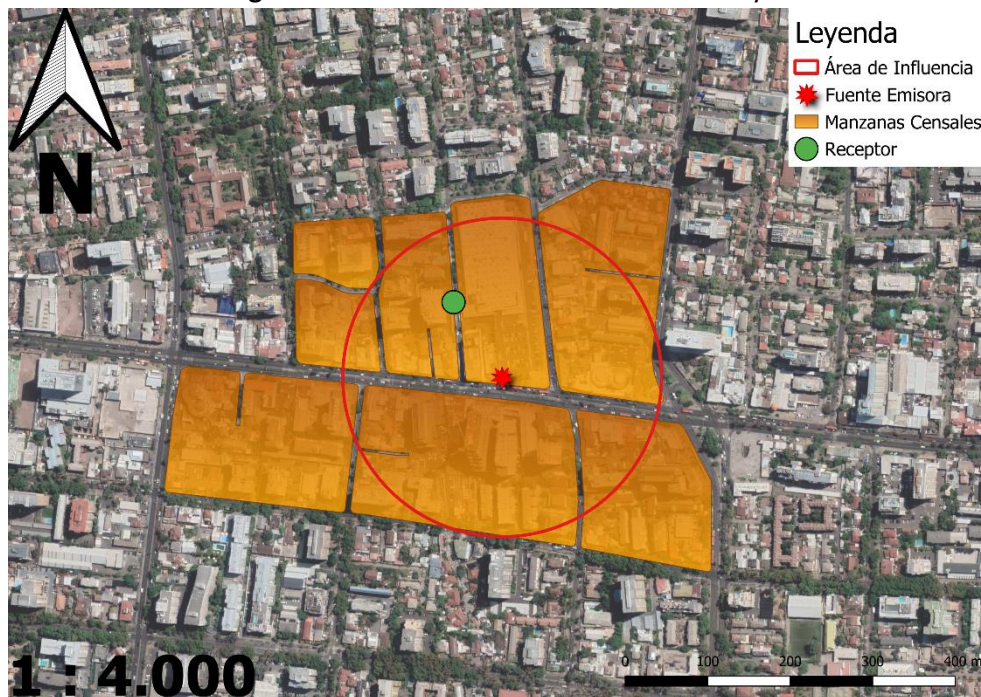 Leyenda
Área de Influencia
Fuente Emisora
Manzanas Censales
Receptor
N
1 : 4.000
0 100 200 300 400 m